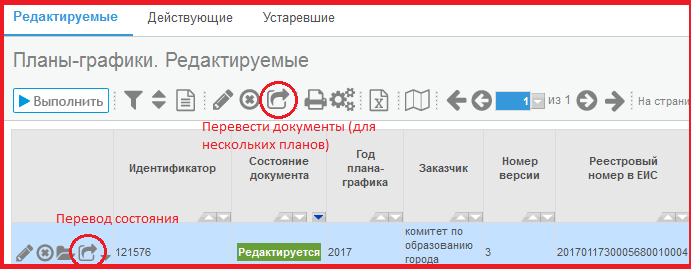 Редактируемые Действующие Устаревшие
Планы-графики. Редактируемые
Выполнить 1 из 1 На страни
Перевести документы (для
нескольких планов)
Идентификатор
Состояние
документа
Год
плана-
графика
Заказчик
Номер
версии
Реестровый
номер в ЕИС
Перевод состояния
121576 Редактируется 2017
комитет по
образованию
города
3 2017011730005680010004